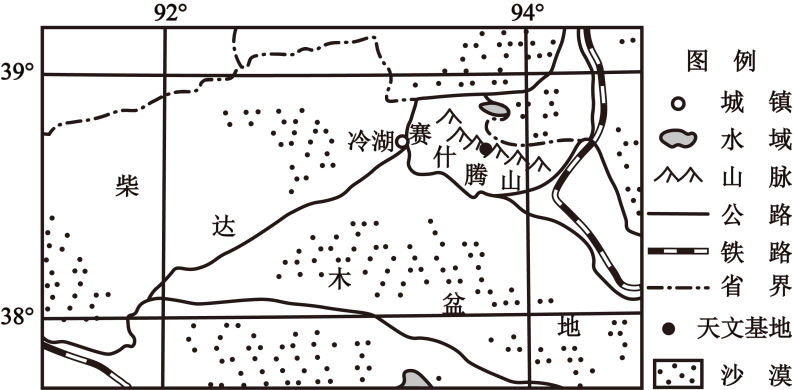 92° 94°
39°
38°
冷湖
赛
什
腾
山
柴
达
木
盆
地
图 例
城 镇
水 域
山 脉
公 路
铁 路
省 界
天文基地
沙 漠